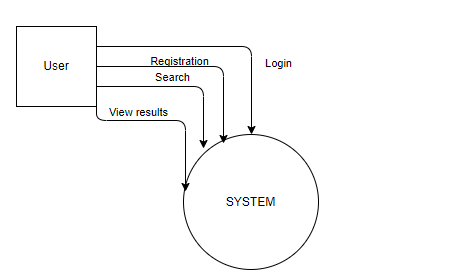 User
Registration
Login
Search
View results
SYSTEM